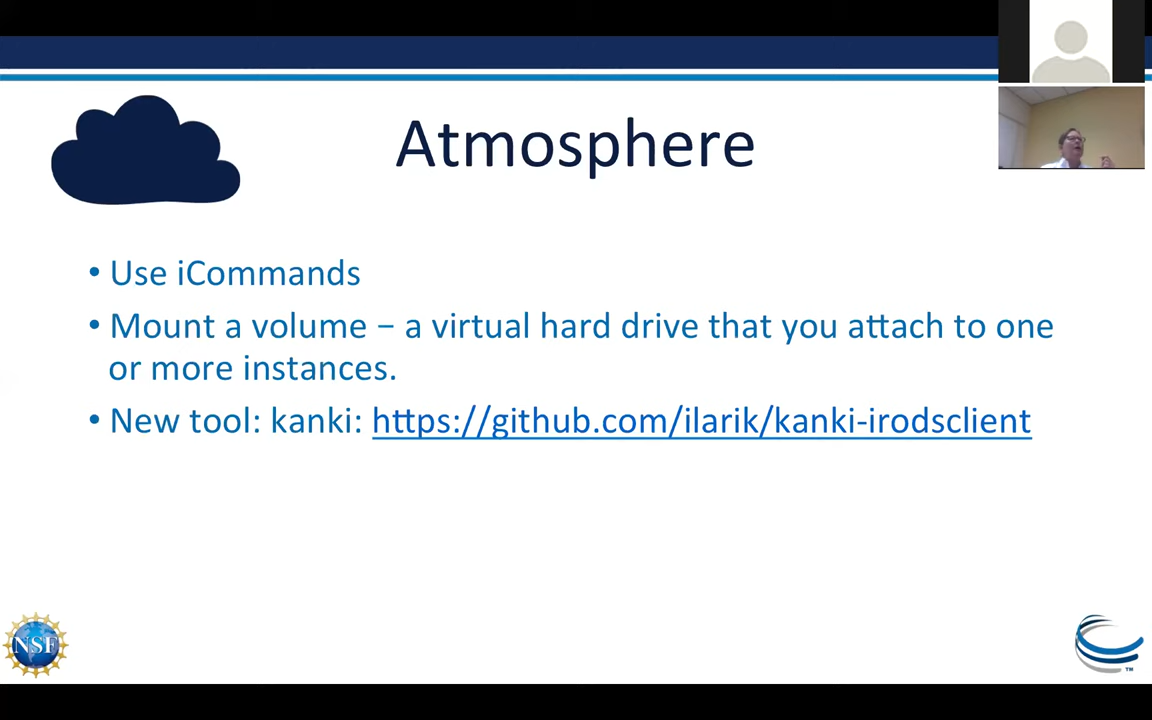 Atmosphere
• Use iCommands
• Mount a volume – a virtual hard drive that you attach to one
or more instances.
• New tool: kanki: https://github.com/ilarik/kanki-irodsclient
NSF
TM